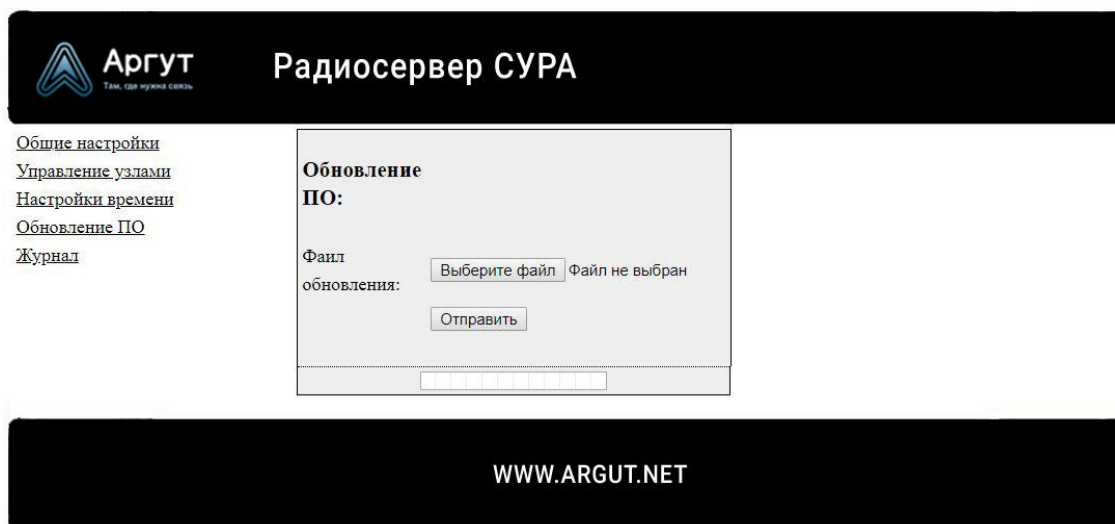 Аргут
Там, где нужна связь
Радиосервер СУРА
Общие настройки
Управление узлами
Настройки времени
Обновление ПО
Журнал
Обновление
ПО:
Фаил
обновления:
Выберите файл Файл не выбран
Отправить
WWW.ARGUT.NET